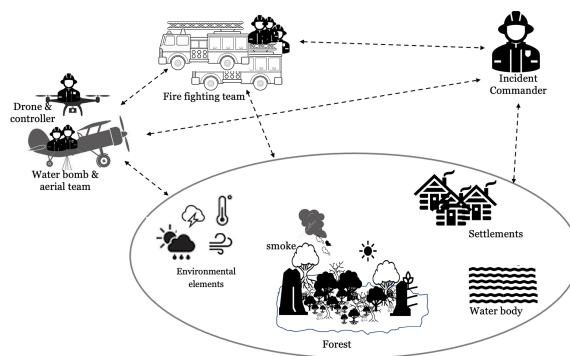 Fire fighting team
Incident
Commander
Drone &
controller
Water bomb &
aerial team
Settlements
smoke
Environmental
elements
Water body
Forest